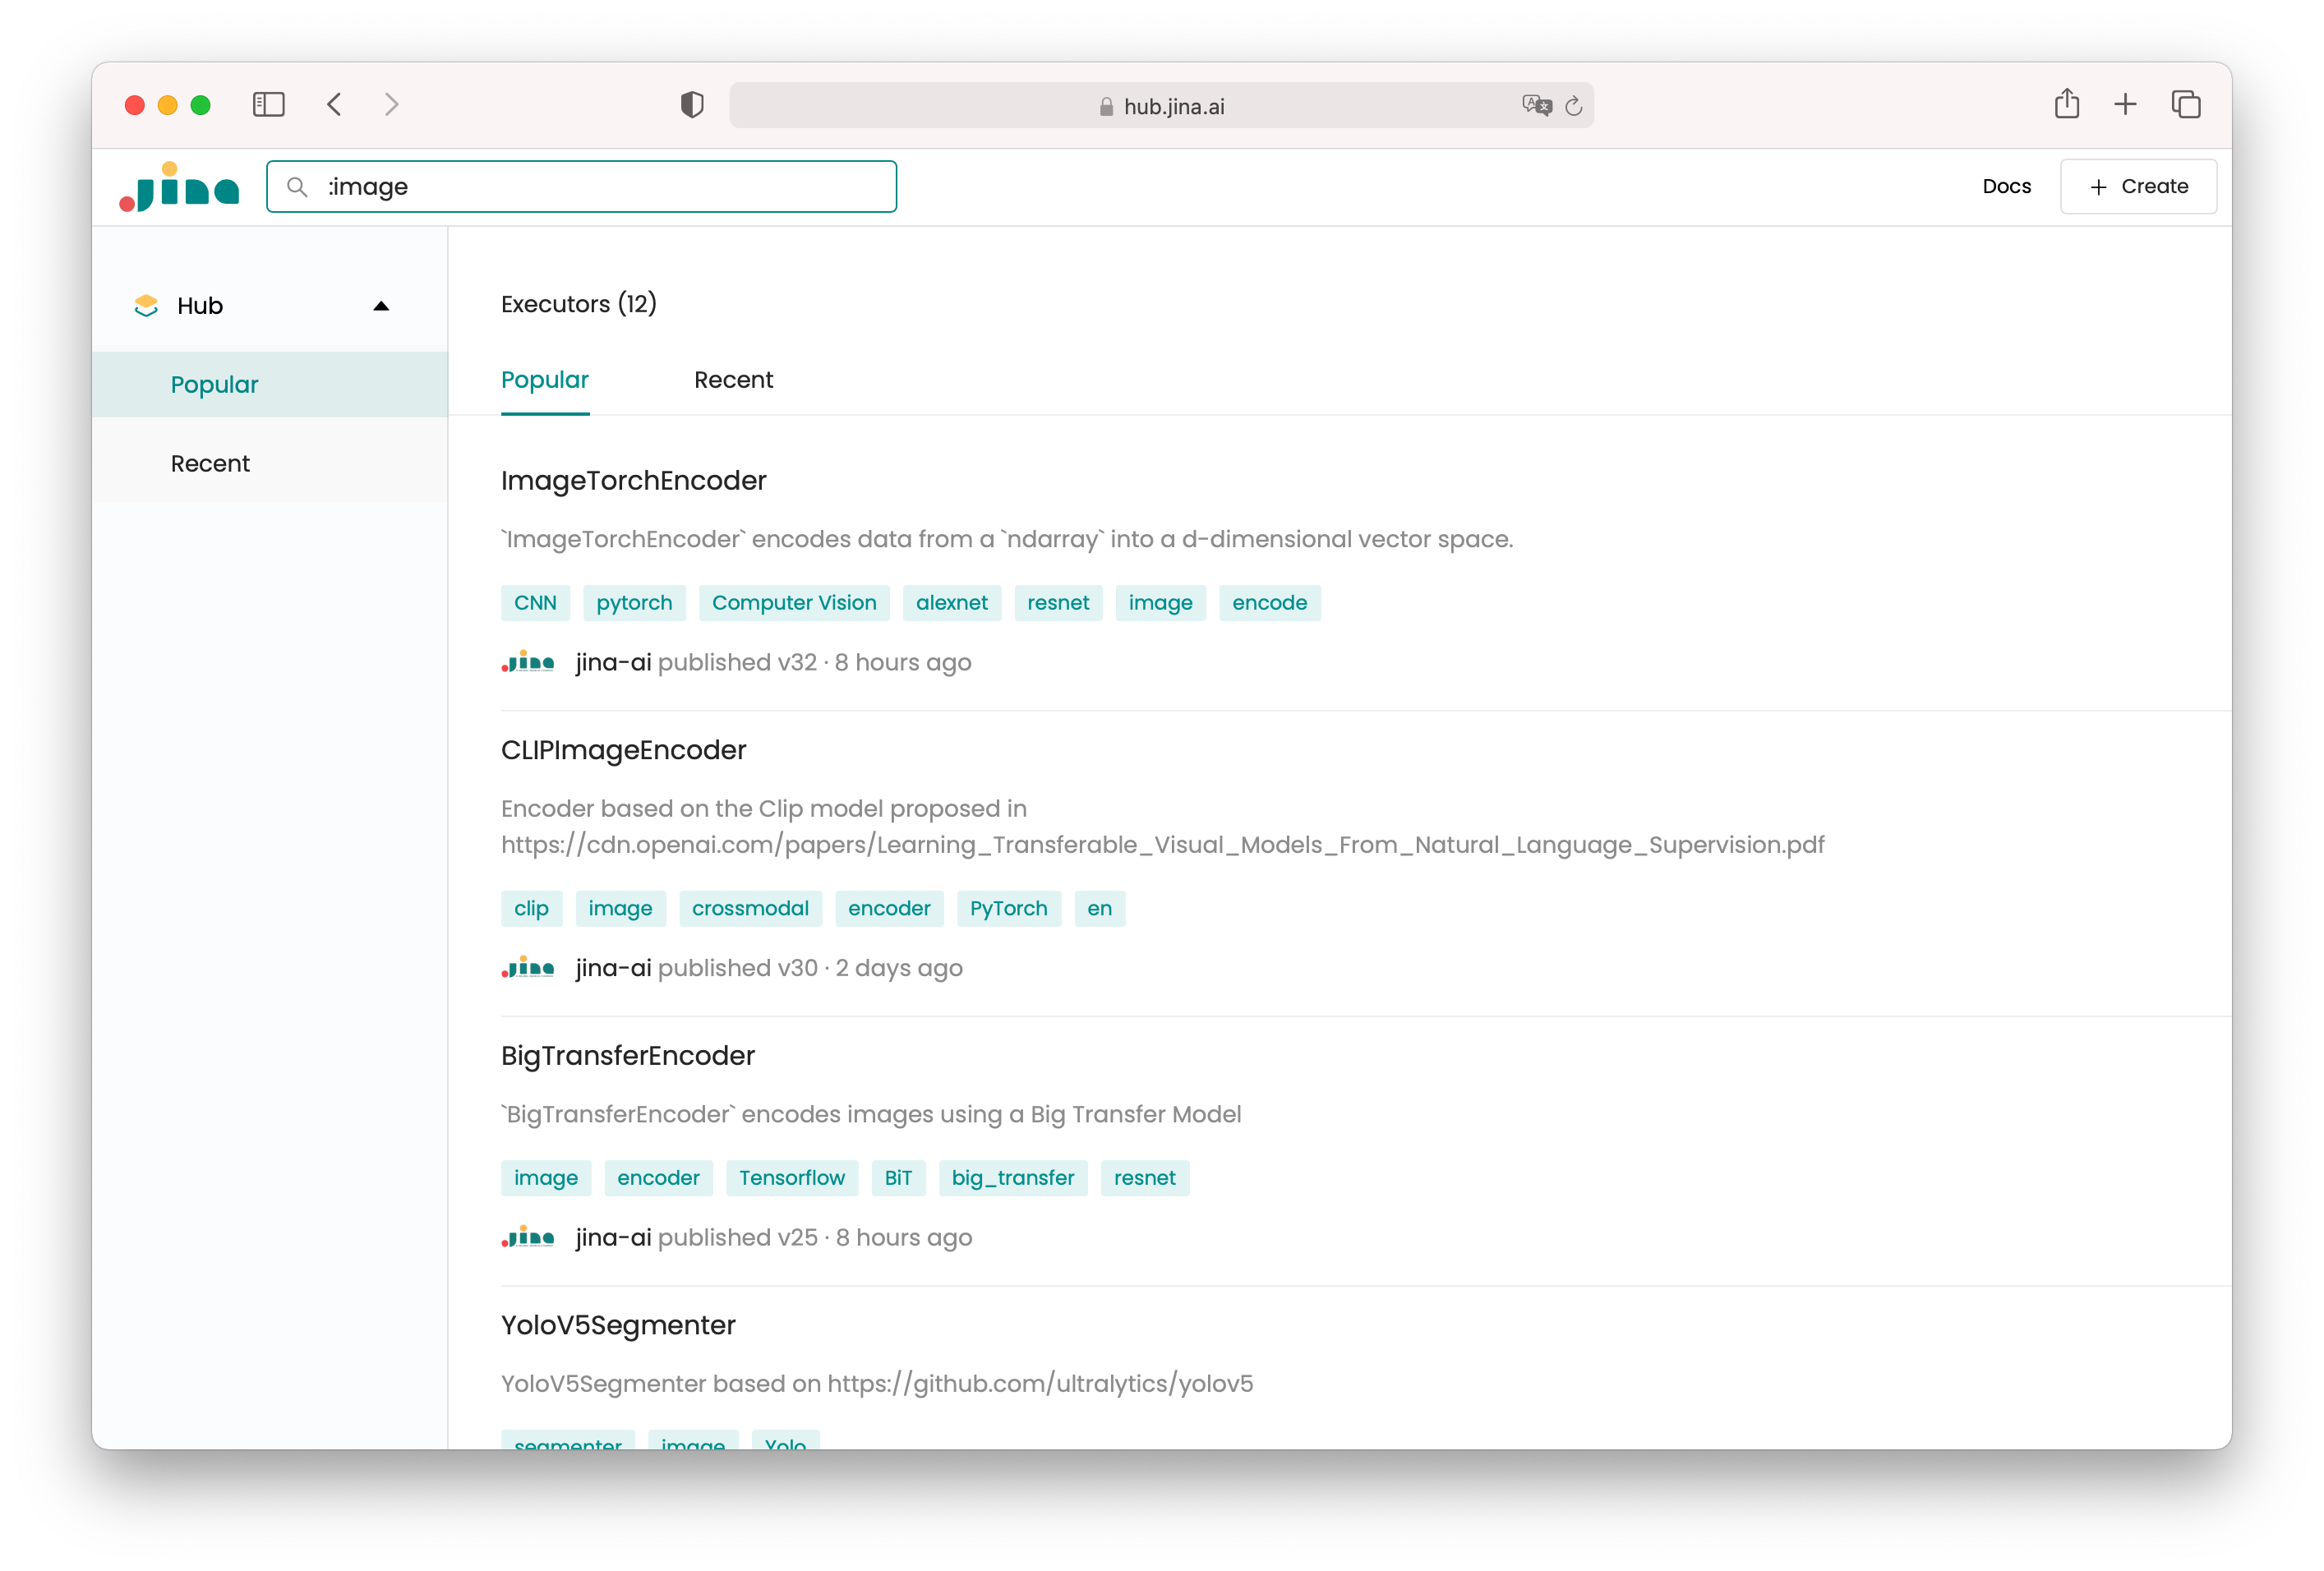 hub.jina.ai
Jina
:image
Docs
+ Create
Hub
Popular
Recent
Executors (12)
Popular
Recent
ImageTorchEncoder
`ImageTorchEncoder` encodes data from a `ndarray` into a d-dimensional vector space.
CNN pytorch Computer Vision alexnet resnet image encode
Jina jina-ai published v32 · 8 hours ago
CLIPImageEncoder
Encoder based on the Clip model proposed in
https://cdn.openai.com/papers/Learning_Transferable_Visual_Models_From_Natural_Language_Supervision.pdf
clip image crossmodal encoder PyTorch en
Jina jina-ai published v30 · 2 days ago
BigTransferEncoder
`BigTransferEncoder` encodes images using a Big Transfer Model
image encoder Tensorflow BiT big_transfer resnet
Jina jina-ai published v25 · 8 hours ago
YoloV5Segmenter
YoloV5Segmenter based on https://github.com/ultralytics/yolov5
segmenter image Yolo